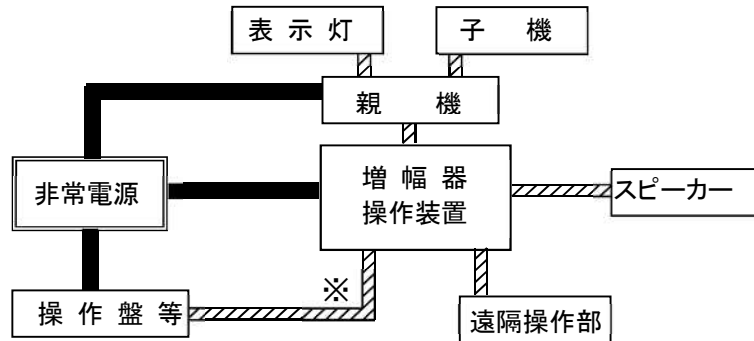 表示灯
子機
親機
非常電源
増幅器
操作装置
スピーカー
※
操作盤等
遠隔操作部